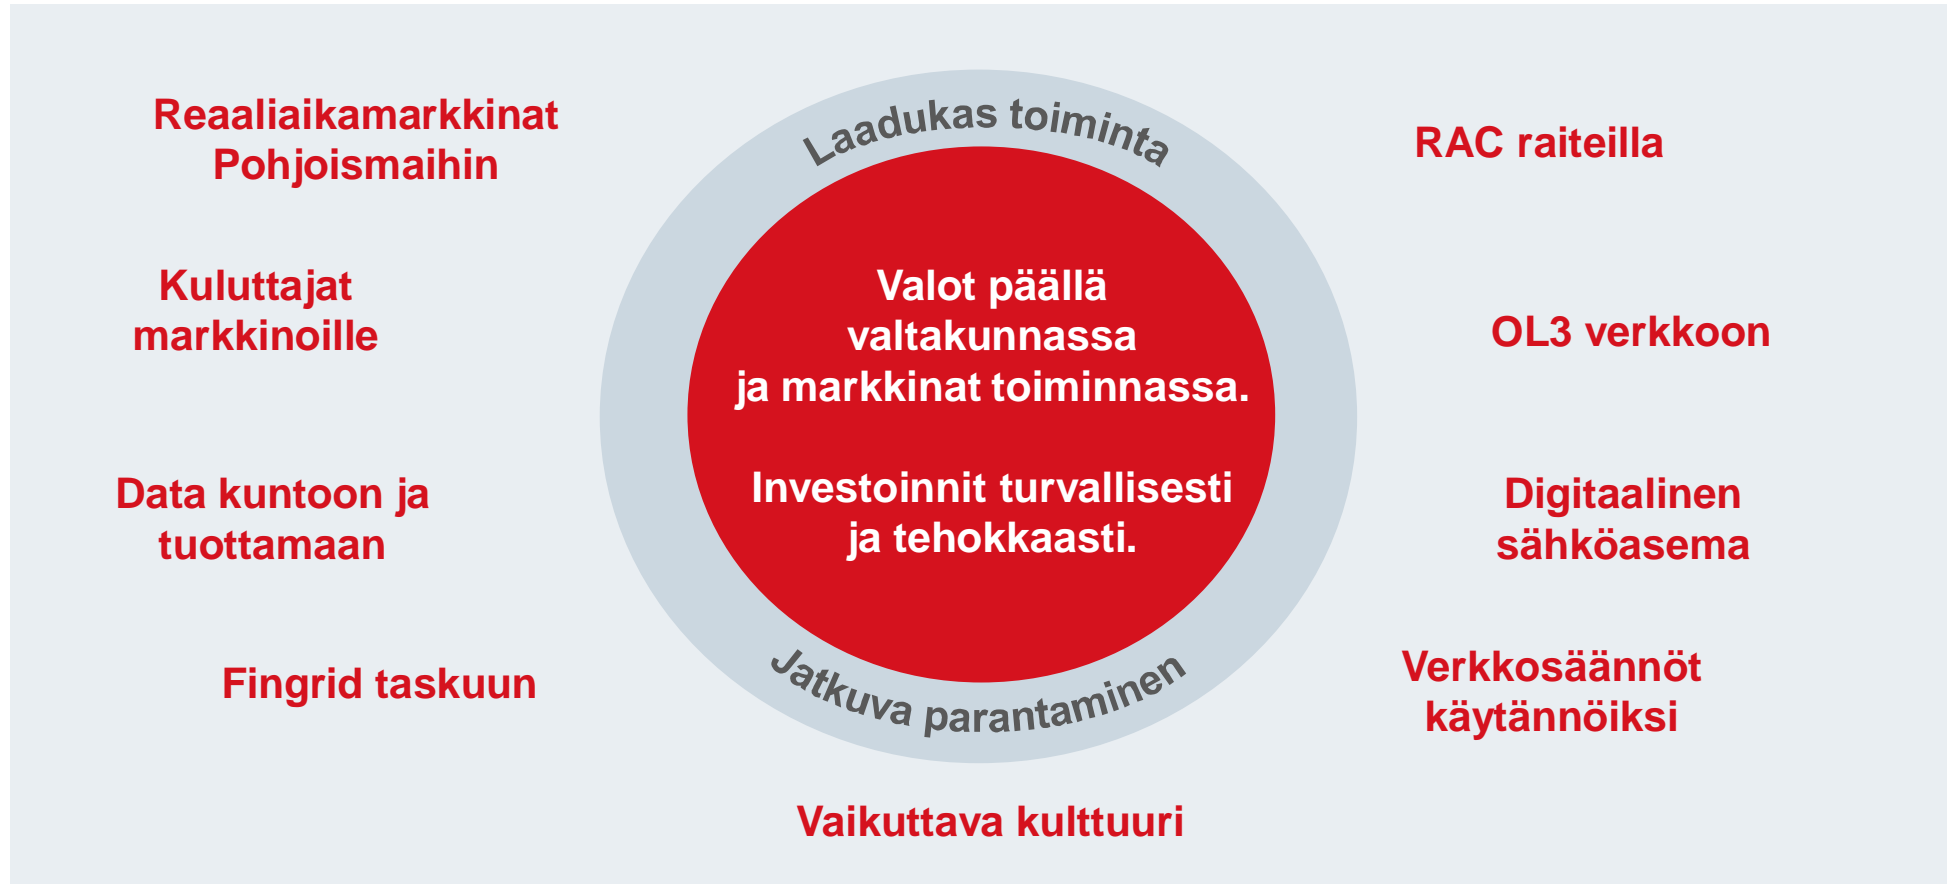 Reaaliaikamarkkinat
Pohjoismaihin
Kuluttajat
markkinoille
Data kuntoon ja
tuottamaan
Fingrid taskuun
Laadukas toiminta
Valot päällä
valtakunnassa
ja markkinat toiminnassa.
Investoinnit turvallisesti
ja tehokkaasti.
Jatkuva parantaminen
Vaikuttava kulttuuri
RAC raiteilla
OL3 verkkoon
Digitaalinen
sähköasema
Verkkosäännöt
käytännöiksi